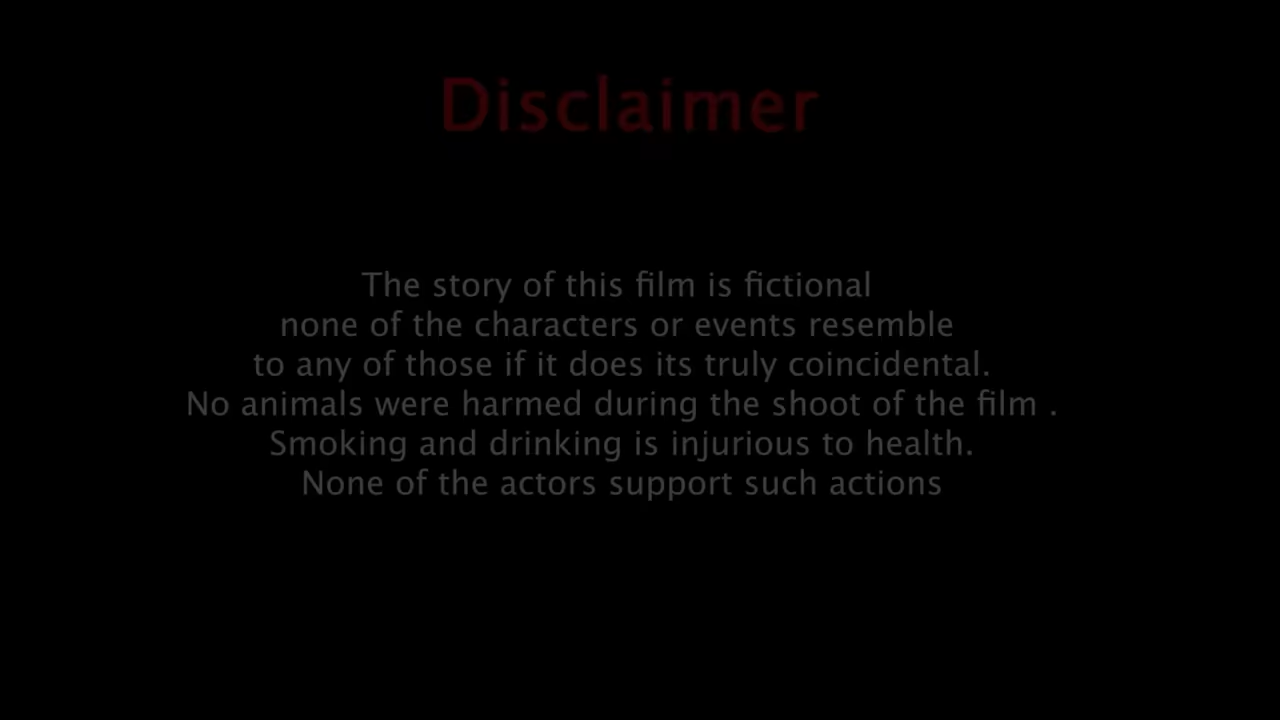 Disclaimer
The story of this film is fictional
none of the characters or events resemble
to any of those if it does its truly coincidental.
No animals were harmed during the shoot of the film .
Smoking and drinking is injurious to health.
None of the actors support such actions